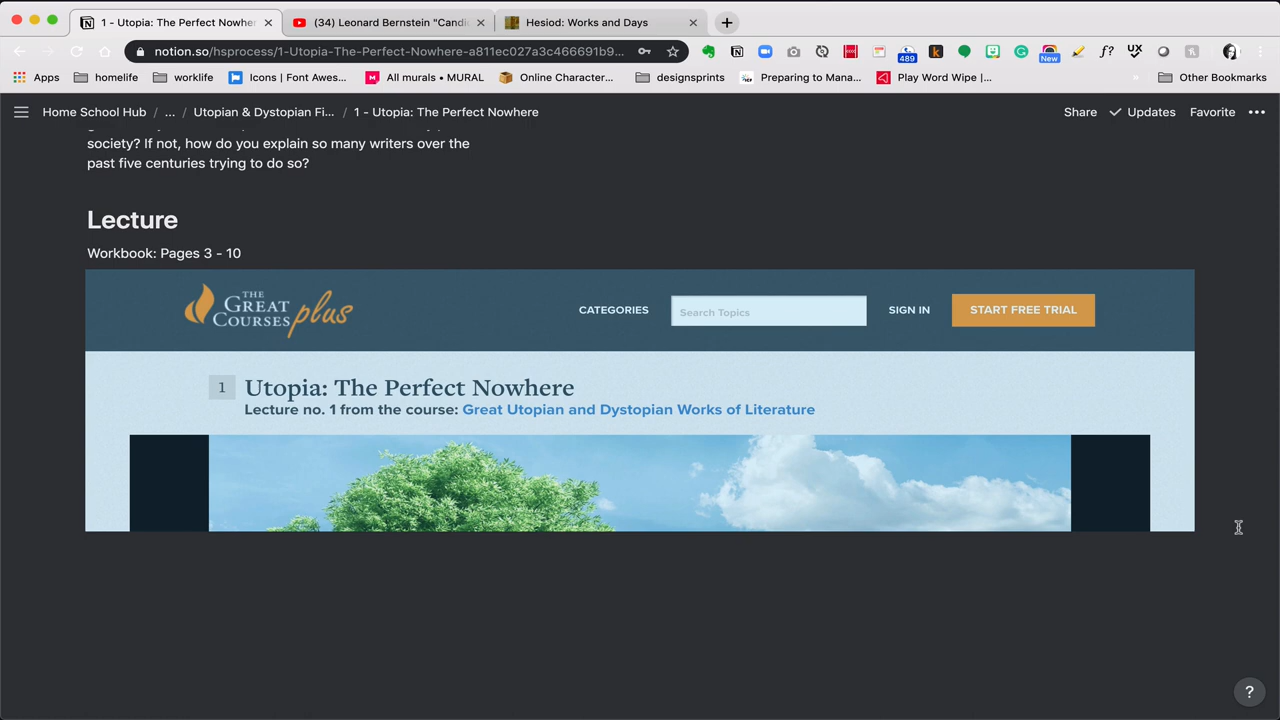 1 - Utopia: The Perfect Nowhere
(34) Leonard Bernstein "Candi
Hesiod: Works and Days
notion.so/hsprocess/1-Utopia-The-Perfect-Nowhere-a811ec027a3c466691b9...
489
New
f?
UX
Apps
homelife
worklife
Icons | Font Awes...
All murals • MURAL
Online Character...
designsprints
Preparing to Mana...
Play Word Wipe |...
»
Other Bookmarks
Home School Hub / ... / Utopian & Dystopian Fi... / 1 - Utopia: The Perfect Nowhere
Share
Updates
Favorite
•••
society? If not, how do you explain so many writers over the
past five centuries trying to do so?
Lecture
Workbook: Pages 3 - 10
THE
GREAT
COURSES plus
CATEGORIES
Search Topics
SIGN IN
START FREE TRIAL
1
Utopia: The Perfect Nowhere
Lecture no. 1 from the course: Great Utopian and Dystopian Works of Literature
?